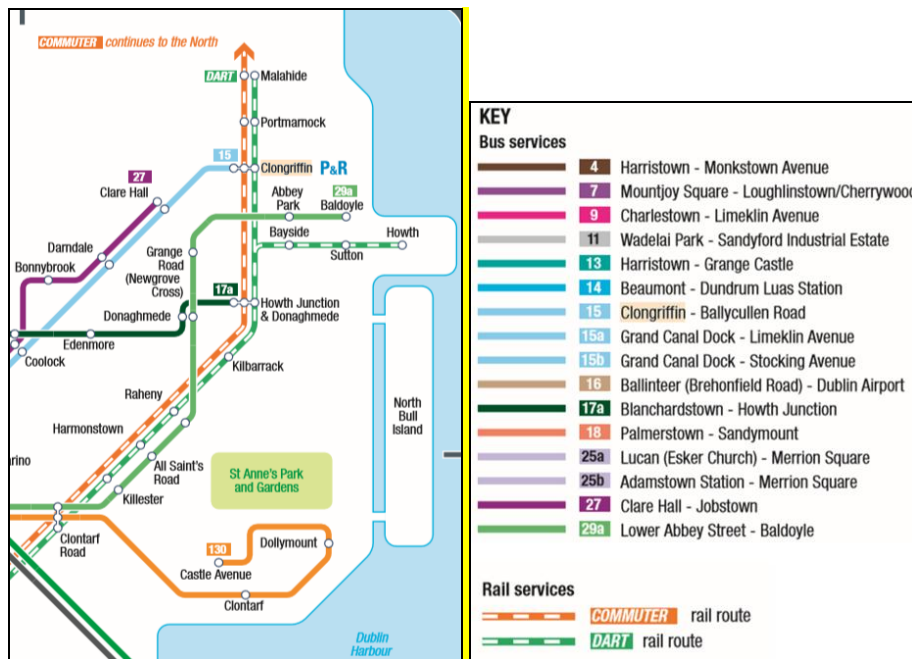 COMMUTER continues to the North
DART
Malahide
Portmarnock
15
Clongriffin P&R
27
Clare Hall
29a
Abbey
Park
Baldoyle
Bayside
Howth
Sutton
Darndale
Grange
Road
(Newgrove
Cross)
Bonnybrook
17a
Howth Junction
& Donaghmede
Donaghmede
Edenmore
Coolock
Kilbarrack
Raheny
North
Bull
Island
Harmonstown
arino
All Saint's
Road
St Anne's Park
and Gardens
Killester
Clontarf
Road
Dollymount
130
Castle Avenue
Clontarf
Dublin
Harbour
KEY
Bus services
4 Harristown - Monkstown Avenue
7 Mountjoy Square - Loughlinstown/Cherrywood
9 Charlestown - Limeklin Avenue
11 Wadelai Park - Sandyford Industrial Estate
13 Harristown - Grange Castle
14 Beaumont - Dundrum Luas Station
15 Clongriffin - Ballycullen Road
15a Grand Canal Dock - Limeklin Avenue
15b Grand Canal Dock - Stocking Avenue
16 Ballinteer (Brehonfield Road) - Dublin Airport
17a Blanchardstown - Howth Junction
18 Palmerstown - Sandymount
25a Lucan (Esker Church) - Merrion Square
25b Adamstown Station - Merrion Square
27 Clare Hall - Jobstown
29a Lower Abbey Street - Baldoyle
Rail services
COMMUTER rail route
DART rail route